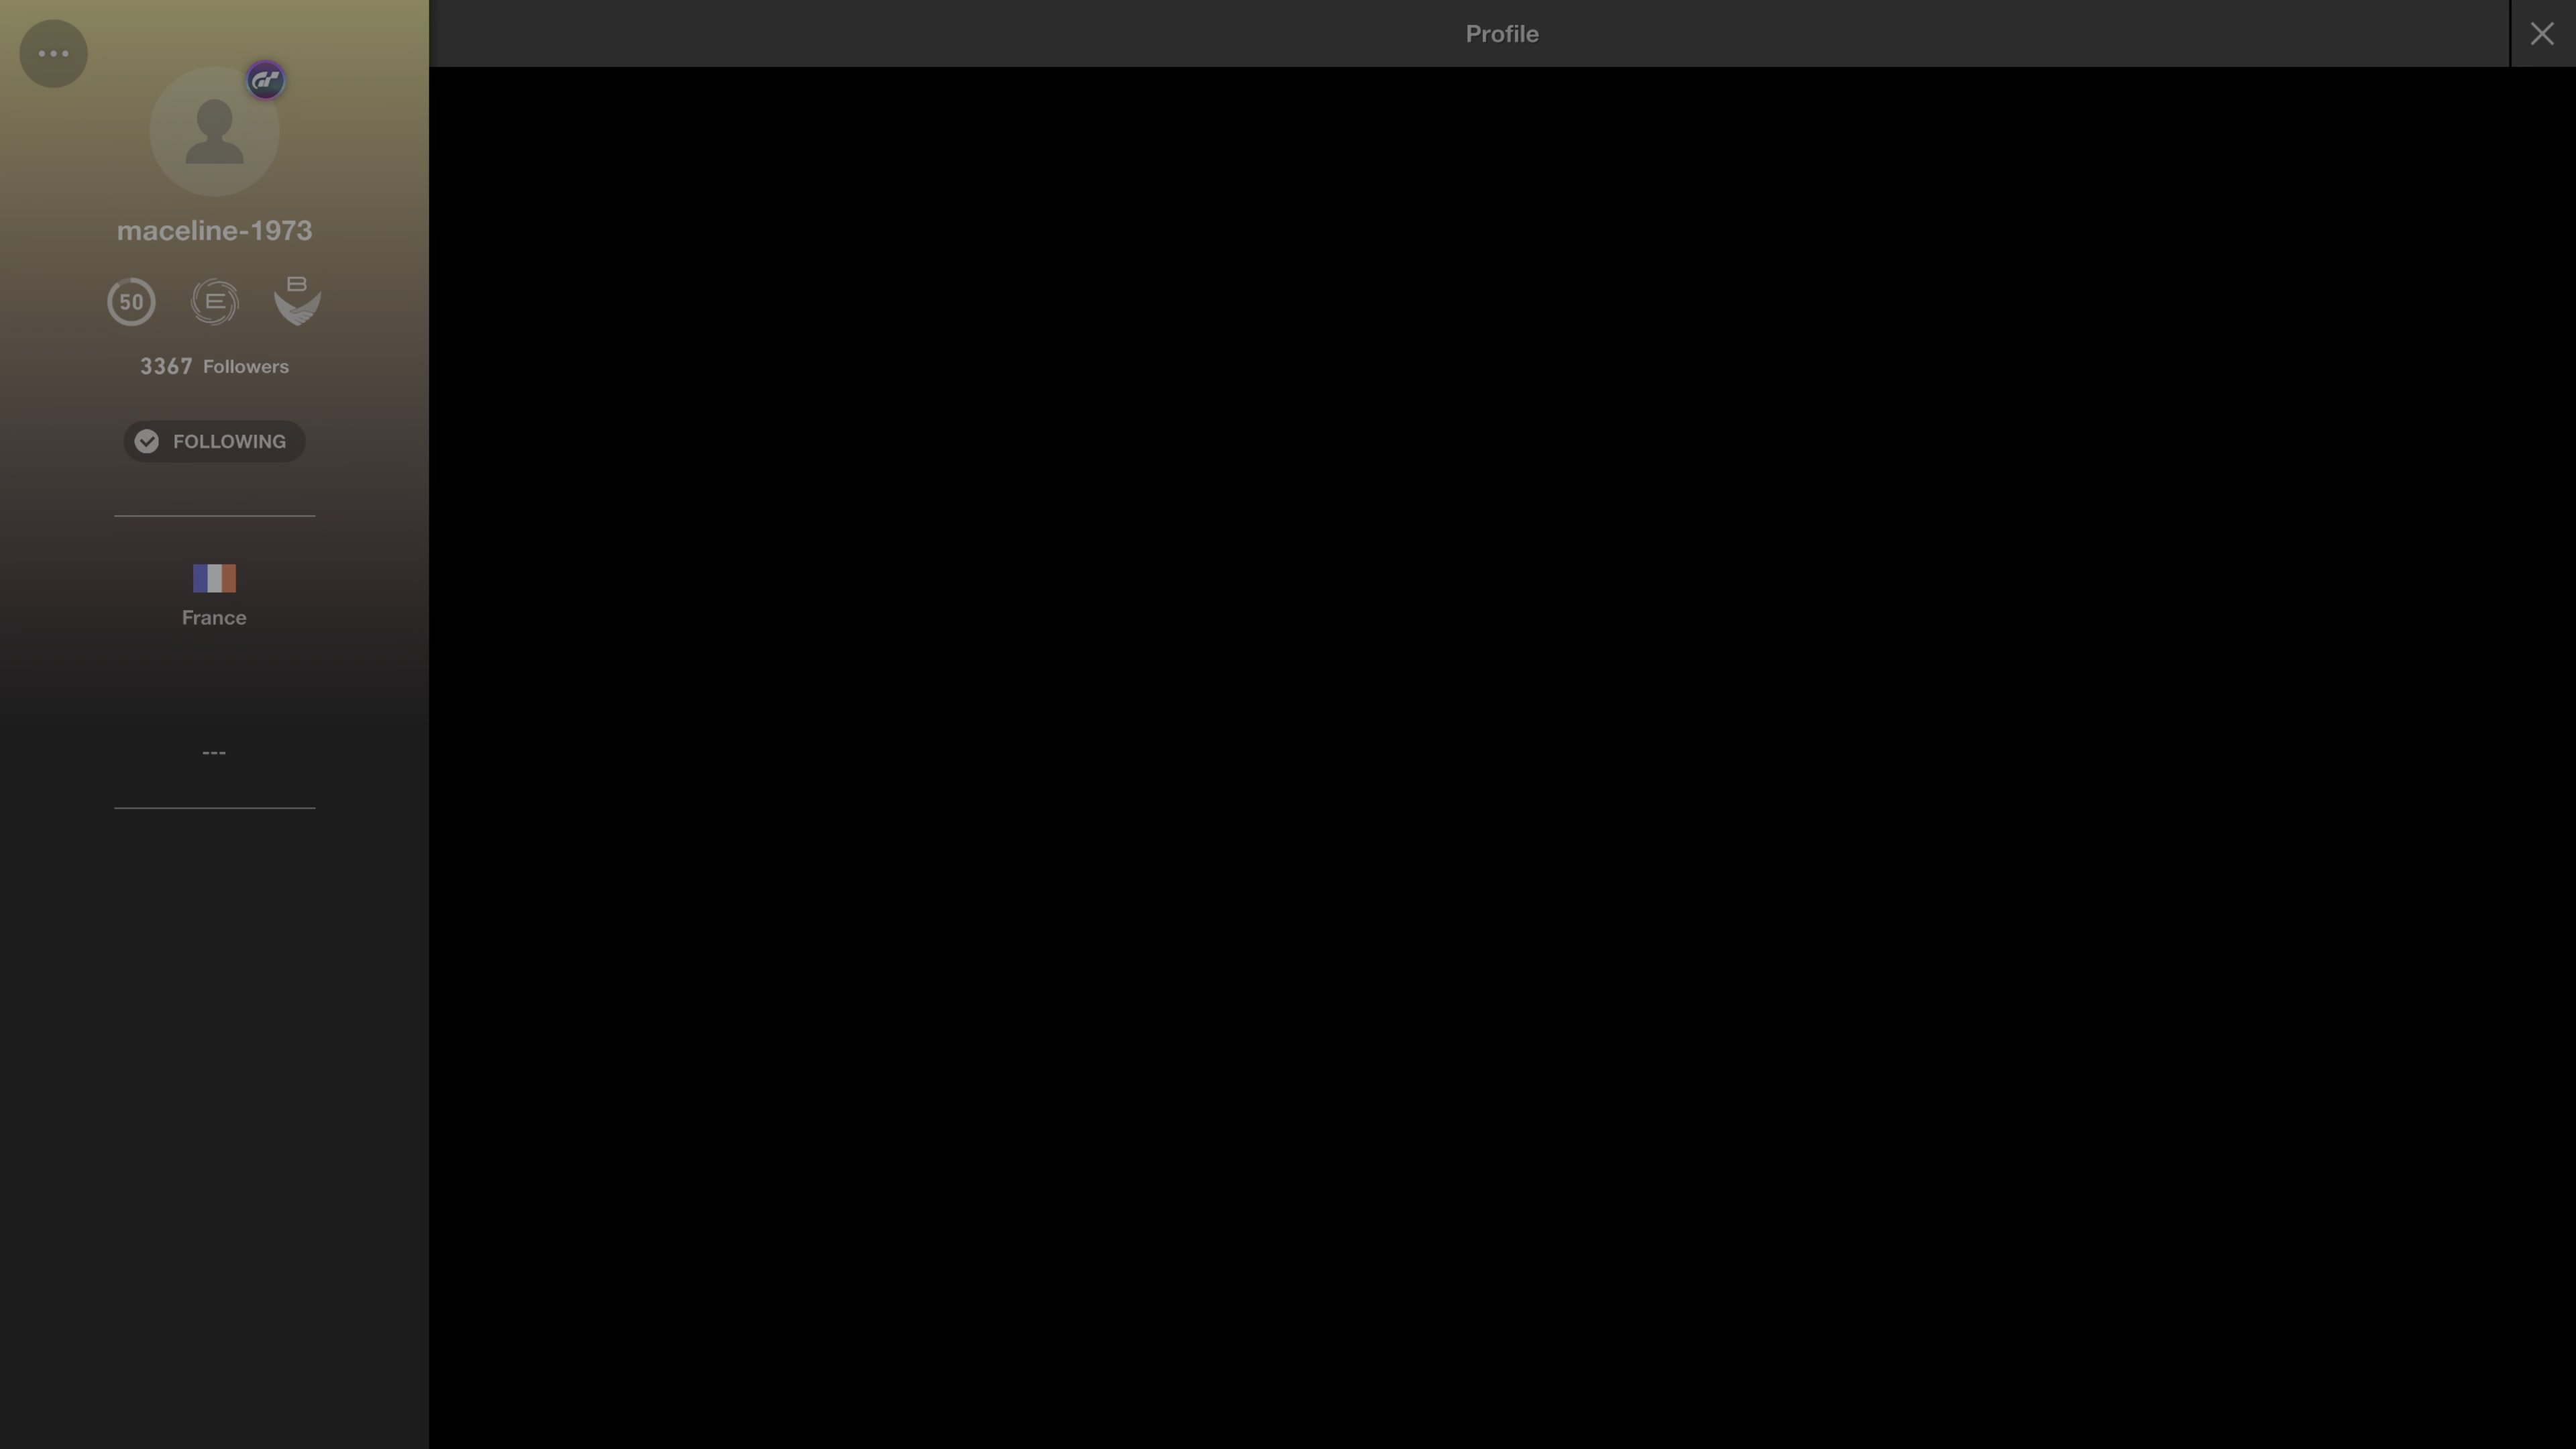 Profile
maceline-1973
50 E B
3367 Followers
FOLLOWING
France
---